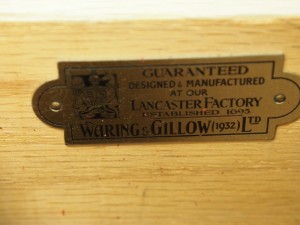 GUARANTEED
DESIGNED & MANUFACTURED
AT OUR
LANCASTER FACTORY
ESTABLISHED 1695
WARING & GILLOW (1932) LTD